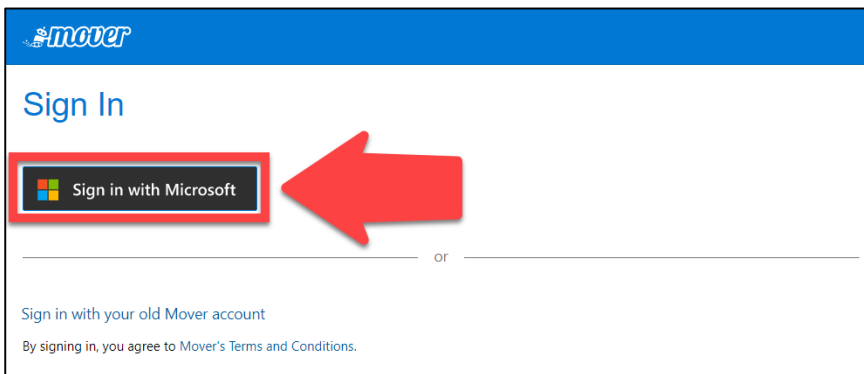 mover
Sign In
Sign in with Microsoft
or
Sign in with your old Mover account
By signing in, you agree to Mover's Terms and Conditions.